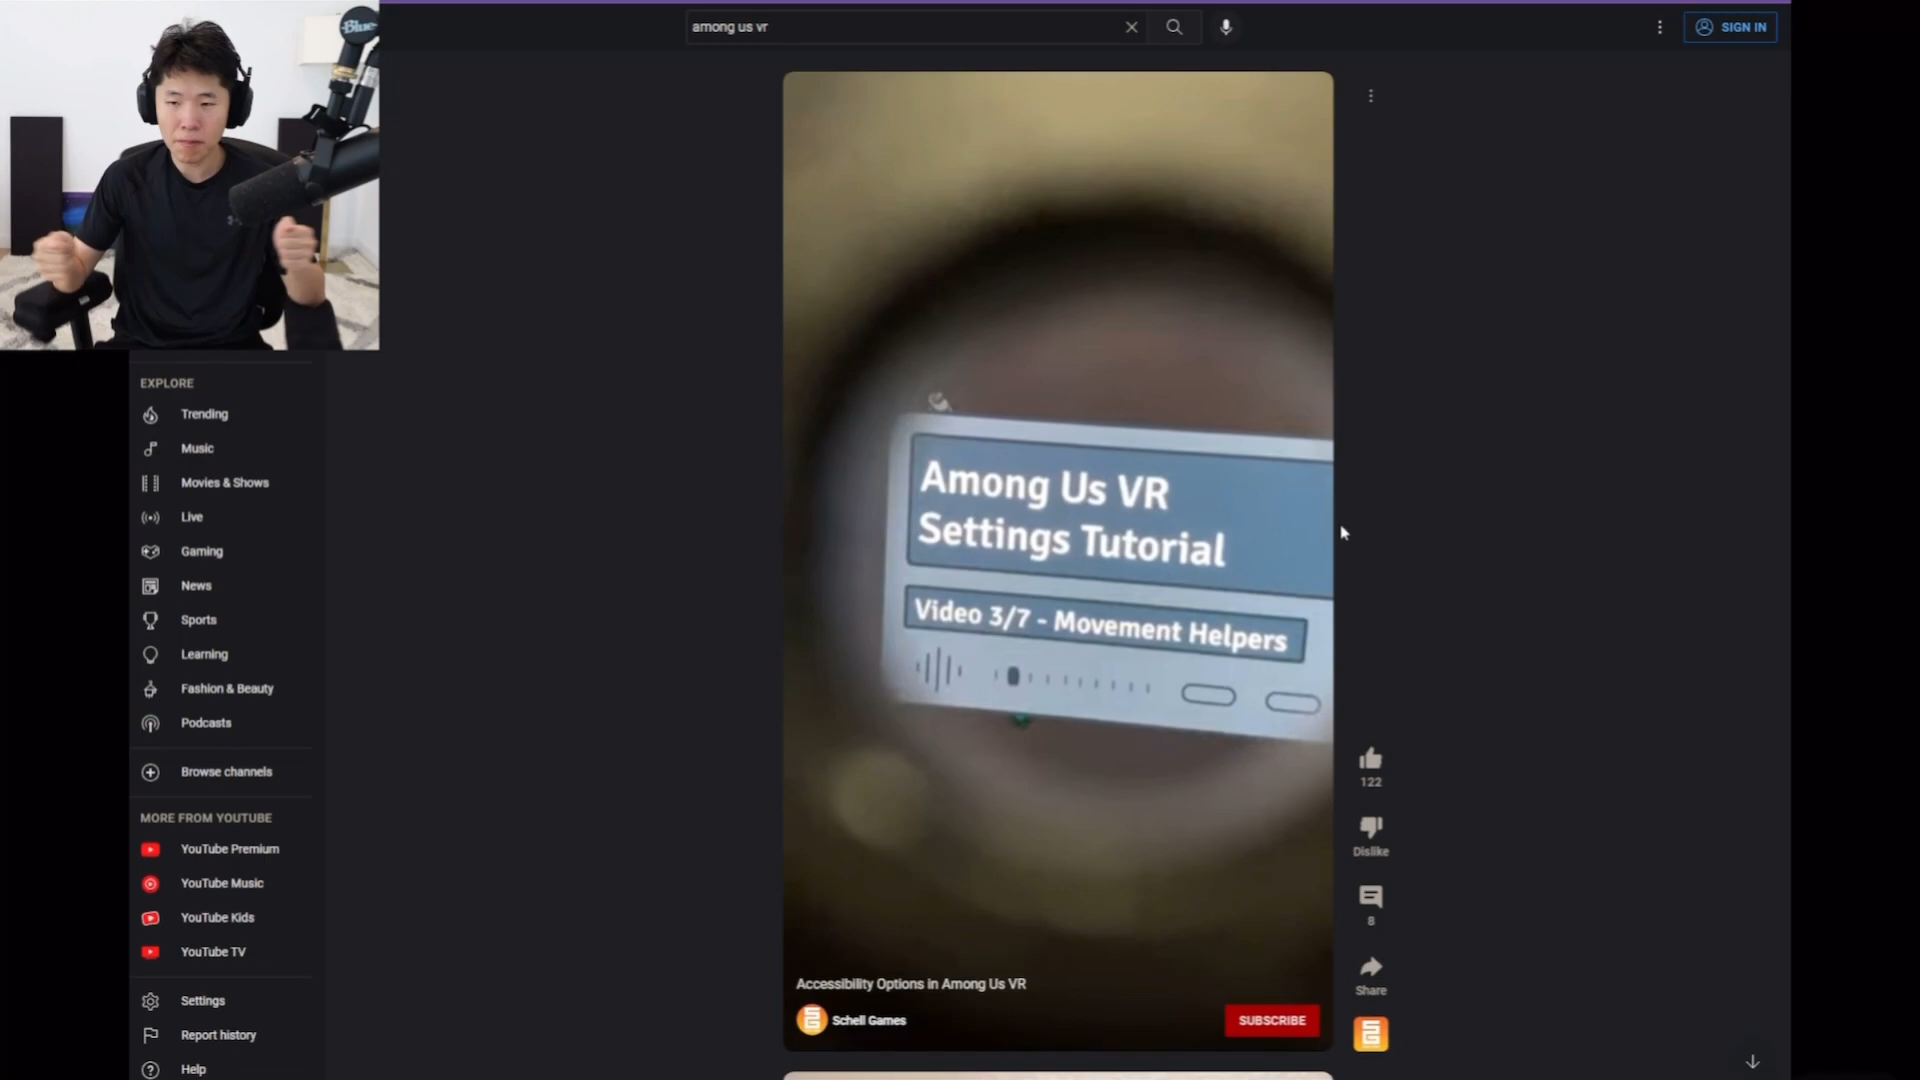 Blue
among us vr
SIGN IN
EXPLORE
Trending
Music
Movies & Shows
Live
Gaming
News
Sports
Learning
Fashion & Beauty
Podcasts
Browse channels
MORE FROM YOUTUBE
YouTube Premium
YouTube Music
YouTube Kids
YouTube TV
Settings
Report history
Help
Among Us VR
Settings Tutorial
Video 3/7 - Movement Helpers
Accessibility Options in Among Us VR
Schell Games
SUBSCRIBE
122
Dislike
8
Share